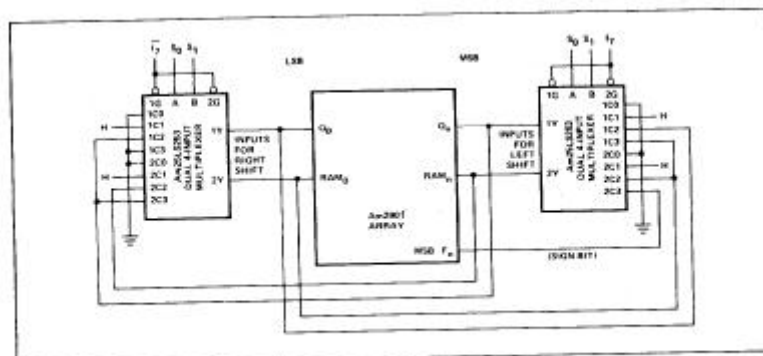 I̅₇ S₀ S₁
LSB
MSB
S₀ S₁ I₇
1G A B 2G
1C0
1C1
1C2
1C3
2C0
2C1
2C2
2C3
H
H
Am25LS253
DUAL 4-INPUT
MULTIPLEXER
1Y
2Y
INPUTS
FOR
RIGHT
SHIFT
Q₀
RAM₀
Qₙ
RAMₙ
Am2901
ARRAY
MSB Fₙ
INPUTS
FOR
LEFT
SHIFT
1Y
2Y
1G A B 2G
Am25LS253
DUAL 4-INPUT
MULTIPLEXER
1C0
1C1
1C2
1C3
2C0
2C1
2C2
2C3
H
H
(SIGN BIT)